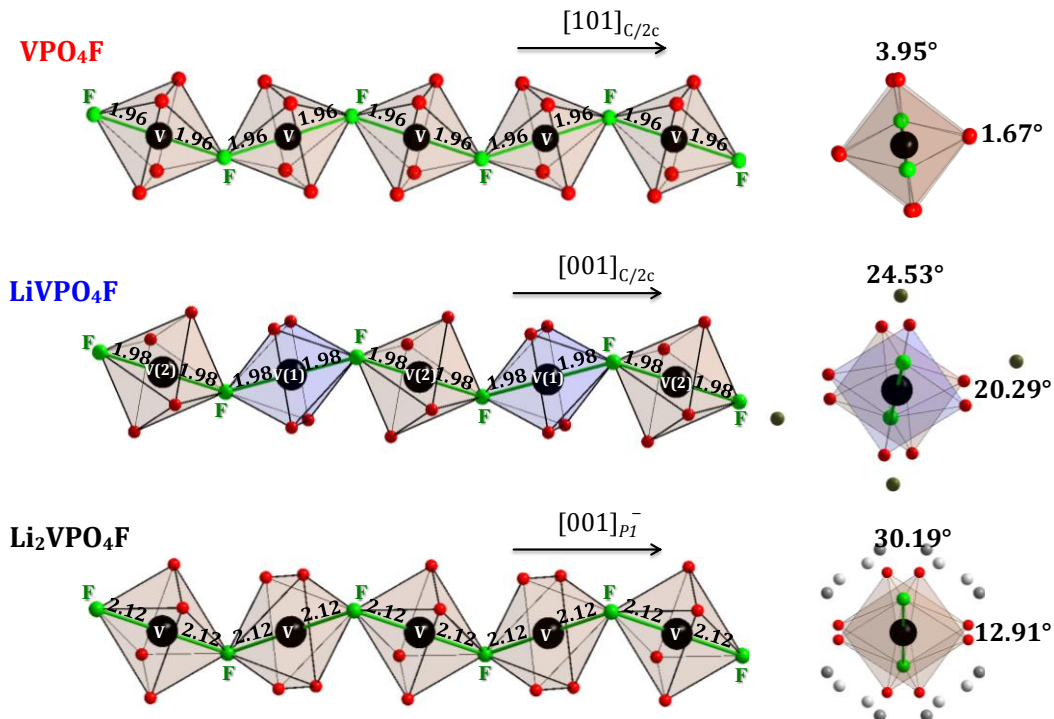 [101]C/2c
VPO₄F 3.95°
F F F
1.96 1.96 1.96 1.96 1.96 1.96 1.96 1.96 1.96 1.96
V V V V V
1.67°
F F F
[001]C/2c
LiVPO₄F 24.53°
F F F
1.98 1.98 1.98 1.98 1.98 1.98 1.98 1.98 1.98 1.98
V(2) V(1) V(2) V(1) V(2)
20.29°
F F F
[001]P1̄
Li₂VPO₄F 30.19°
F F F
2.12 2.12 2.12 2.12 2.12 2.12 2.12 2.12 2.12 2.12
V V V V V
12.91°
F F F